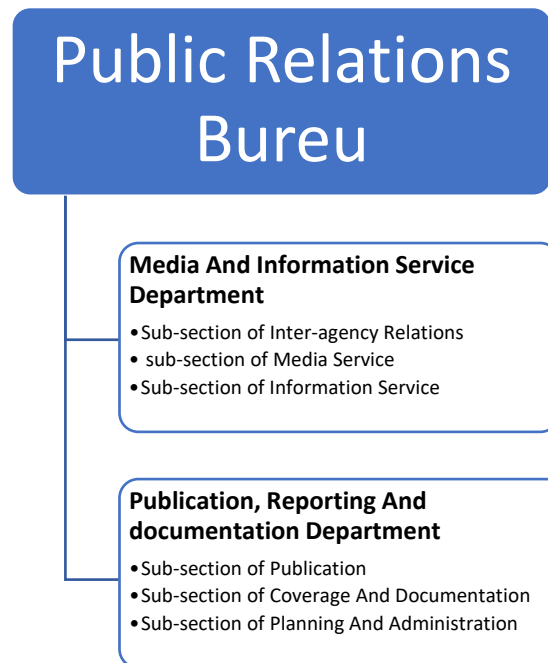 Public Relations
Bureu
Media And Information Service
Department
•Sub-section of Inter-agency Relations
• sub-section of Media Service
•Sub-section of Information Service
Publication, Reporting And
documentation Department
•Sub-section of Publication
•Sub-section of Coverage And Documentation
•Sub-section of Planning And Administration